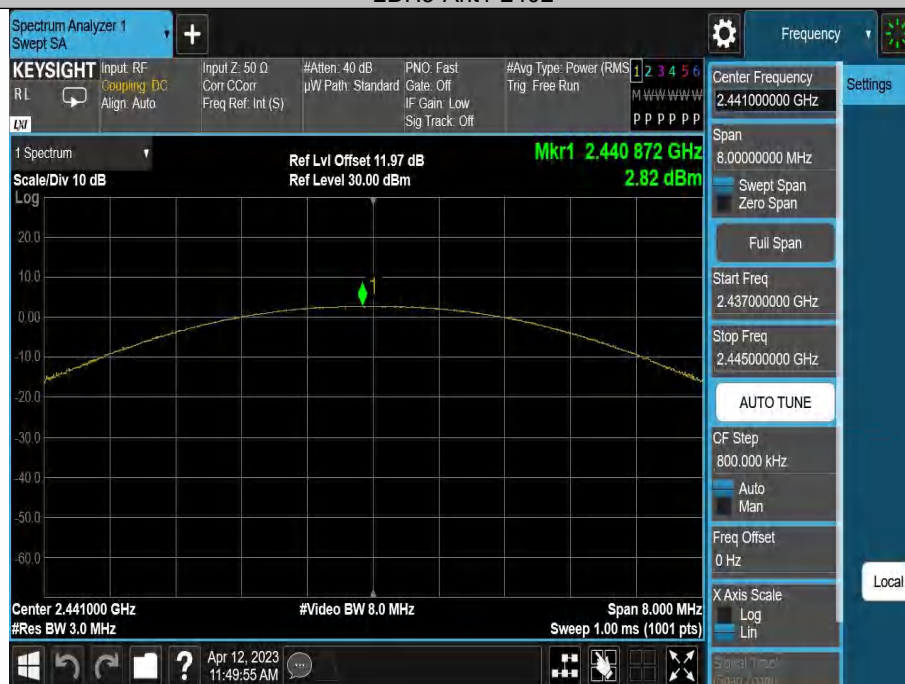 Spectrum Analyzer 1
Swept SA
+
Frequency
KEYSIGHT
RL
LXI
Input: RF
Coupling: DC
Align: Auto
Input Z: 50 Ω
Corr CCorr
Freq Ref: Int (S)
#Atten: 40 dB
µW Path: Standard
PNO: Fast
Gate: Off
IF Gain: Low
Sig Track: Off
#Avg Type: Power (RMS
Trig: Free Run
1 2 3 4 5 6
M W W W W W
P P P P P P
Center Frequency
2.441000000 GHz
Settings
1 Spectrum
Scale/Div 10 dB
Ref Lvl Offset 11.97 dB
Ref Level 30.00 dBm
Mkr1 2.440 872 GHz
2.82 dBm
Span
8.00000000 MHz
Swept Span
Zero Span
Full Span
Start Freq
2.437000000 GHz
Stop Freq
2.445000000 GHz
AUTO TUNE
CF Step
800.000 kHz
Auto
Man
Freq Offset
0 Hz
X Axis Scale
Log
Lin
Local
Log
20.0
10.0
1
0.00
-10.0
-20.0
-30.0
-40.0
-50.0
-60.0
Center 2.441000 GHz
#Res BW 3.0 MHz
#Video BW 8.0 MHz
Span 8.000 MHz
Sweep 1.00 ms (1001 pts)
?
Apr 12, 2023
11:49:55 AM